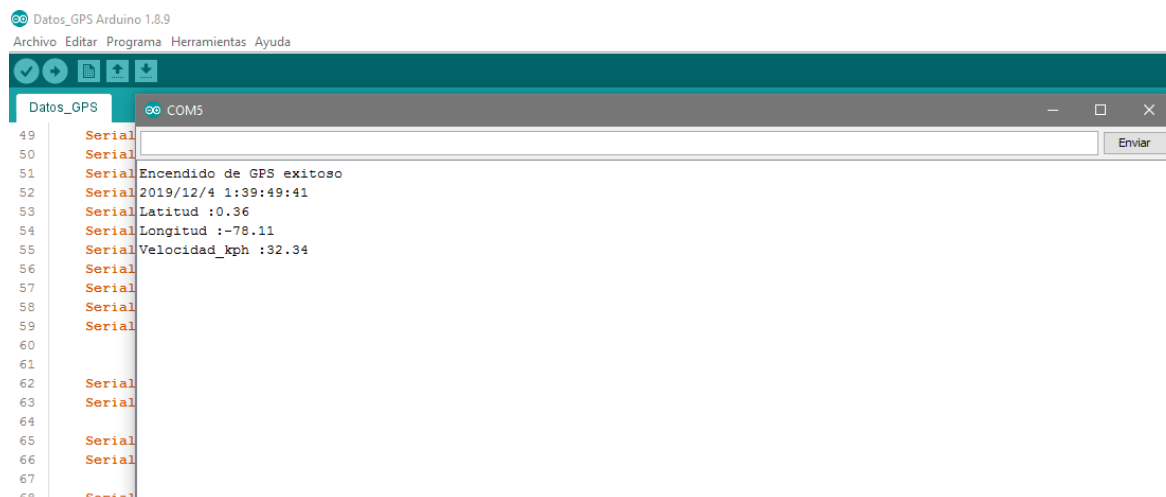 Datos_GPS Arduino 1.8.9
Archivo Editar Programa Herramientas Ayuda
Datos_GPS
COM5
Enviar
49 Serial
50 Serial
51 Serial
52 Serial
53 Serial
54 Serial
55 Serial
56 Serial
57 Serial
58 Serial
59 Serial
60
61
62 Serial
63 Serial
64
65 Serial
66 Serial
67
68 Serial
Encendido de GPS exitoso
2019/12/4 1:39:49:41
Latitud :0.36
Longitud :-78.11
Velocidad_kph :32.34